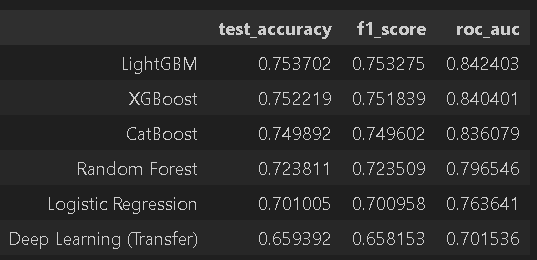 test_accuracy f1_score roc_auc
LightGBM 0.753702 0.753275 0.842403
XGBoost 0.752219 0.751839 0.840401
CatBoost 0.749892 0.749602 0.836079
Random Forest 0.723811 0.723509 0.796546
Logistic Regression 0.701005 0.700958 0.763641
Deep Learning (Transfer) 0.659392 0.658153 0.701536